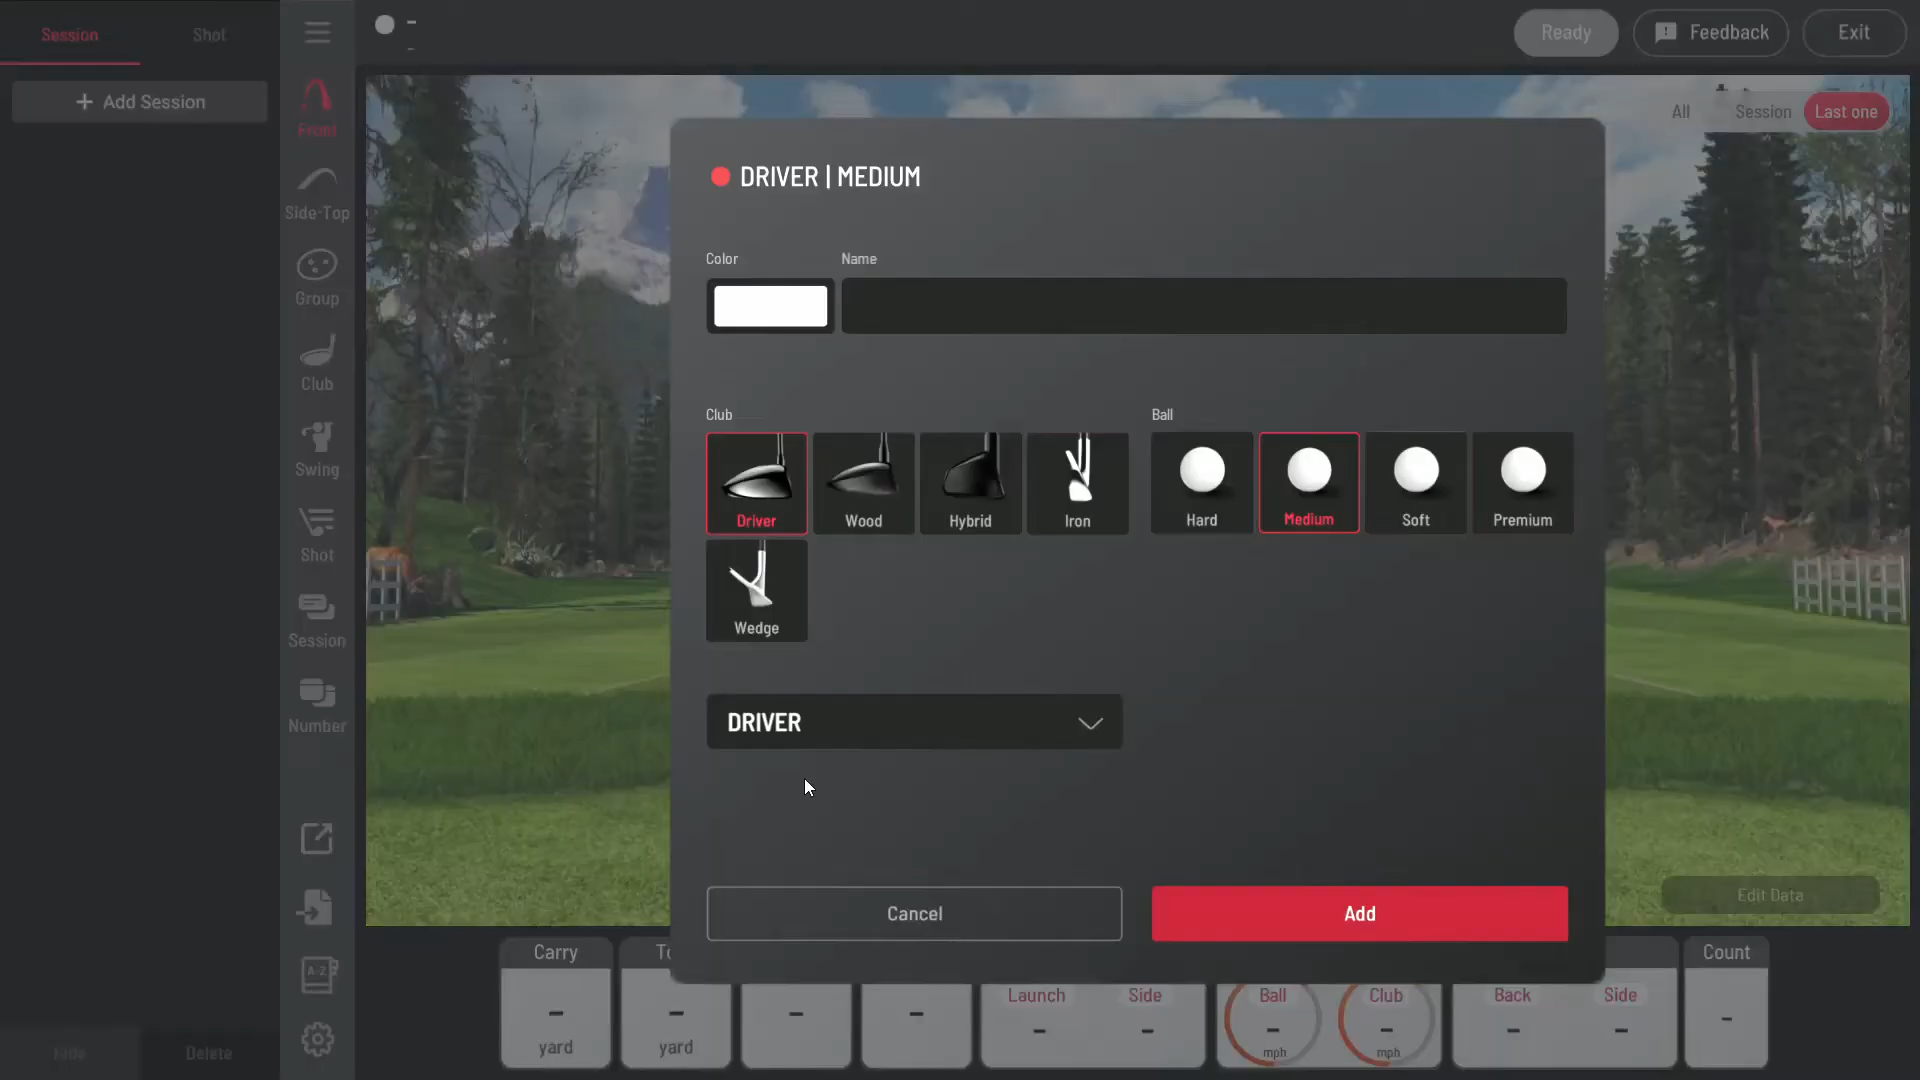 Session
Shot
+ Add Session
Hide
Delete
Front
Side-Top
Group
Club
Swing
Shot
Session
Number
A-Z
-
-
Ready
Feedback
Exit
All
Session
Last one
DRIVER | MEDIUM
Color
Name
Club
Ball
Driver
Wood
Hybrid
Iron
Hard
Medium
Soft
Premium
Wedge
DRIVER
Cancel
Add
Edit Data
Carry
-
yard
-
yard
-
-
Launch
-
Side
-
Ball
-
mph
Club
-
mph
Back
-
Side
-
Count
-